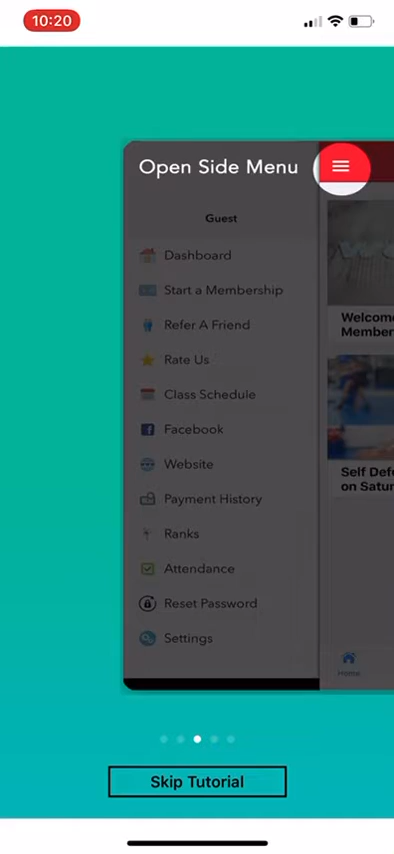 10:20
Open Side Menu
Guest
Dashboard
Start a Membership
Refer A Friend
Rate Us
Class Schedule
Facebook
Website
Payment History
Ranks
Attendance
Reset Password
Settings
Welcom
Member
Self Def
on Satur
Home
Skip Tutorial